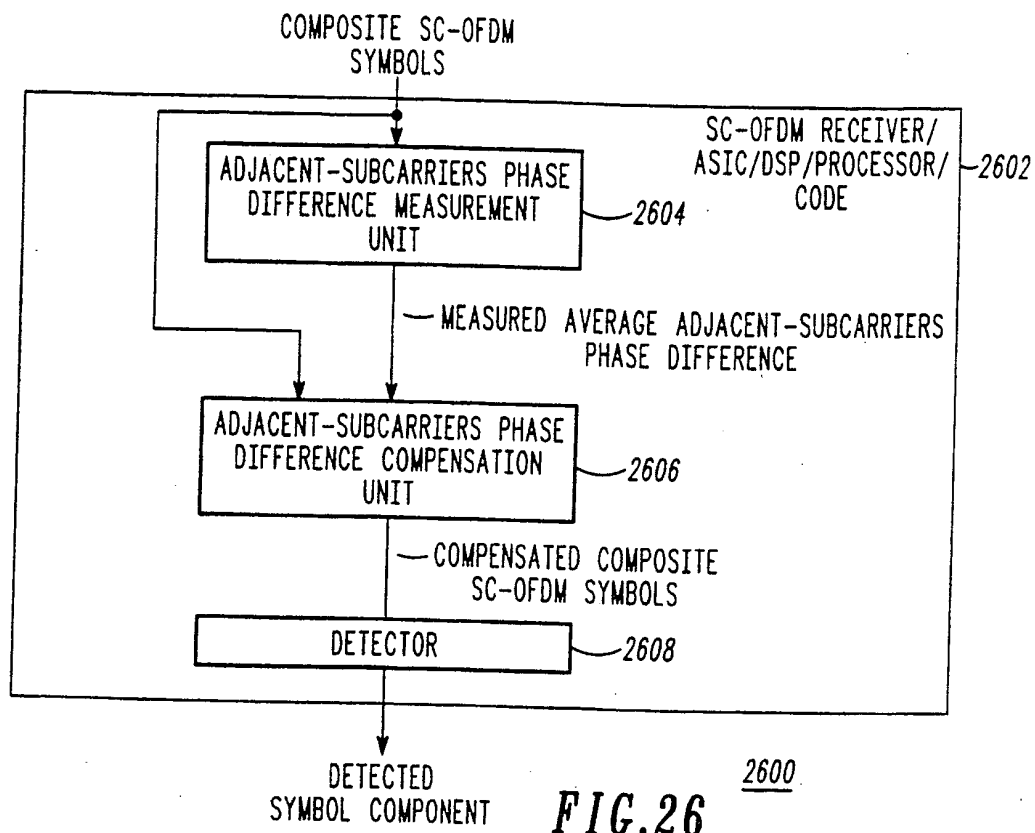 COMPOSITE SC-OFDM
SYMBOLS
SC-OFDM RECEIVER/
ASIC/DSP/PROCESSOR/
CODE
2602
ADJACENT-SUBCARRIERS PHASE
DIFFERENCE MEASUREMENT
UNIT
2604
MEASURED AVERAGE ADJACENT-SUBCARRIERS
PHASE DIFFERENCE
ADJACENT-SUBCARRIERS PHASE
DIFFERENCE COMPENSATION
UNIT
2606
COMPENSATED COMPOSITE
SC-OFDM SYMBOLS
DETECTOR
2608
DETECTED
SYMBOL COMPONENT
2600
FIG.26